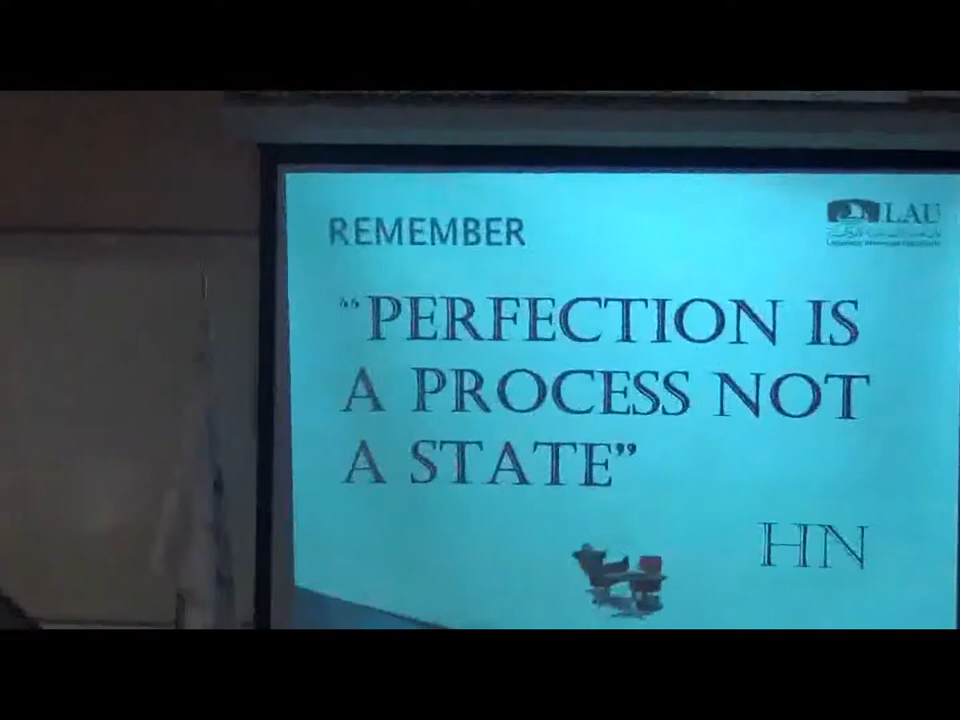 REMEMBER
LAU
“PERFECTION IS
A PROCESS NOT
A STATE”
HN